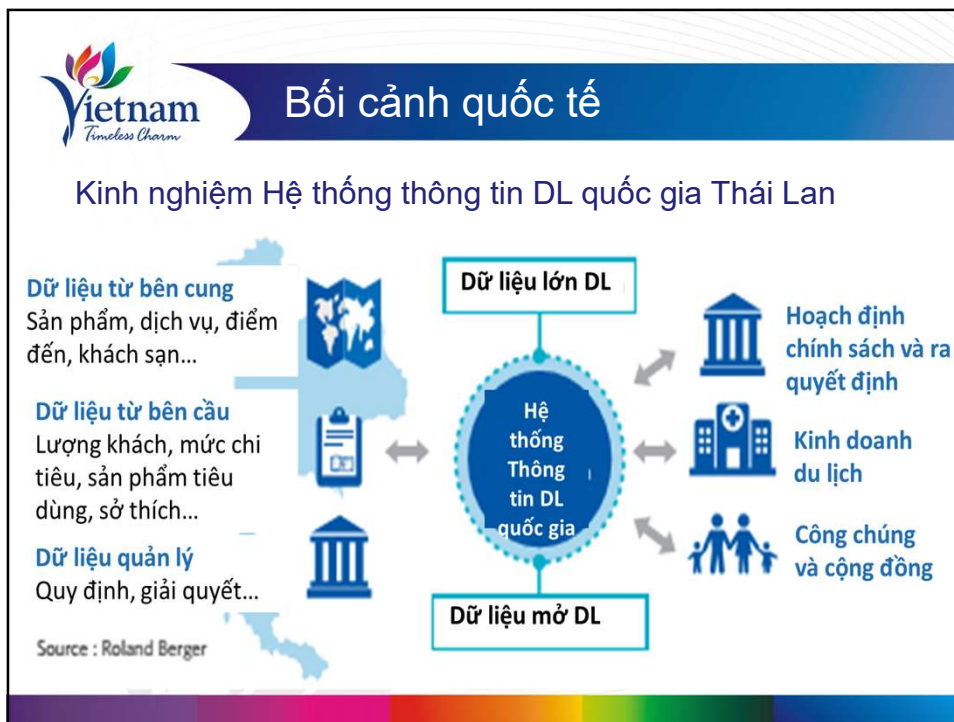 Vietnam
Timeless Charm
Bối cảnh quốc tế
Kinh nghiệm Hệ thống thông tin DL quốc gia Thái Lan
Dữ liệu từ bên cung
Sản phẩm, dịch vụ, điểm
đến, khách sạn...
Dữ liệu từ bên cầu
Lượng khách, mức chi
tiêu, sản phẩm tiêu
dùng, sở thích...
Dữ liệu quản lý
Quy định, giải quyết...
Source : Roland Berger
Dữ liệu lớn DL
Hệ
thống
Thông
tin DL
quốc gia
Dữ liệu mở DL
Hoạch định
chính sách và ra
quyết định
Kinh doanh
du lịch
Công chúng
và cộng đồng